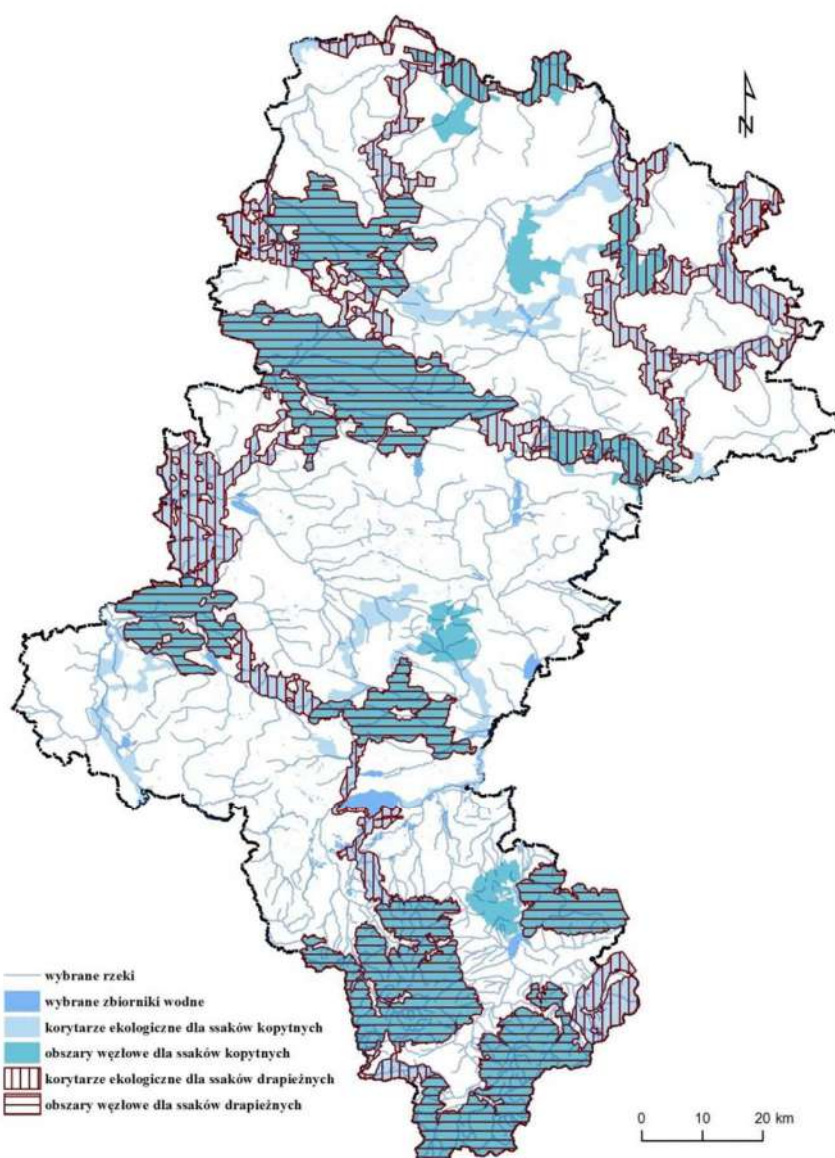 N
wybrane rzeki
wybrane zbiorniki wodne
korytarze ekologiczne dla ssaków kopytnych
obszary węzłowe dla ssaków kopytnych
korytarze ekologiczne dla ssaków drapieżnych
obszary węzłowe dla ssaków drapieżnych
0 10 20 km